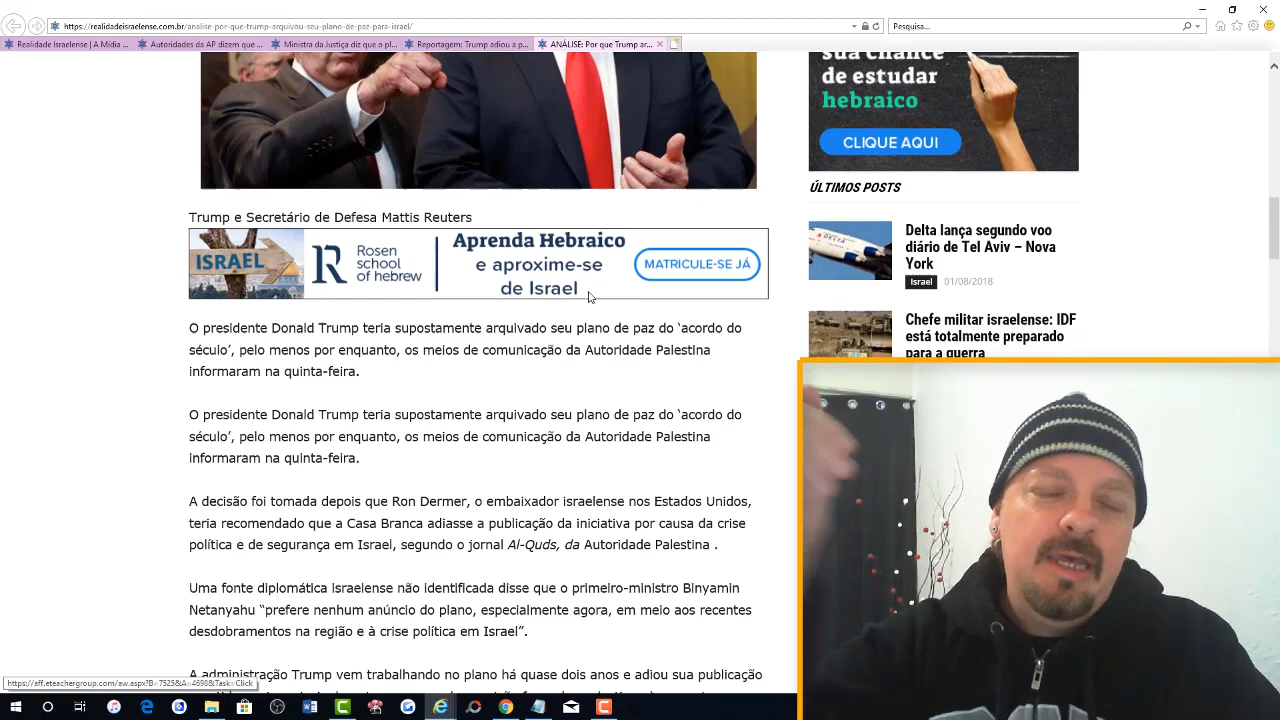 https://realidadeisraelense.com.br/analise-por-que-trump-arquivou-seu-plano-de-paz-para-israel/
Pesquisa...
Realidade Israelense | A Mídia ...
Autoridades da AP dizem que ...
Ministra da Justiça diz que o pl...
Reportagem: Trump adiou a p...
ANÁLISE: Por que Trump ar...
sua chance
de estudar
hebraico
CLIQUE AQUI
ÚLTIMOS POSTS
Trump e Secretário de Defesa Mattis Reuters
ISRAEL
Rosen
school
of hebrew
Aprenda Hebraico
e aproxime-se
de Israel
MATRICULE-SE JÁ
Delta lança segundo voo
diário de Tel Aviv – Nova
York
Israel 01/08/2018
Chefe militar israelense: IDF
está totalmente preparado
para a guerra
O presidente Donald Trump teria supostamente arquivado seu plano de paz do ‘acordo do
século’, pelo menos por enquanto, os meios de comunicação da Autoridade Palestina
informaram na quinta-feira.
O presidente Donald Trump teria supostamente arquivado seu plano de paz do ‘acordo do
século’, pelo menos por enquanto, os meios de comunicação da Autoridade Palestina
informaram na quinta-feira.
A decisão foi tomada depois que Ron Dermer, o embaixador israelense nos Estados Unidos,
teria recomendado que a Casa Branca adiasse a publicação da iniciativa por causa da crise
política e de segurança em Israel, segundo o jornal Al-Quds, da Autoridade Palestina .
Uma fonte diplomática israelense não identificada disse que o primeiro-ministro Binyamin
Netanyahu “prefere nenhum anúncio do plano, especialmente agora, em meio aos recentes
desdobramentos na região e à crise política em Israel”.
A administração Trump vem trabalhando no plano há quase dois anos e adiou sua publicação
https://aff.eteachergroup.com/aw.aspx?B=7525&A=4698&Task=Click